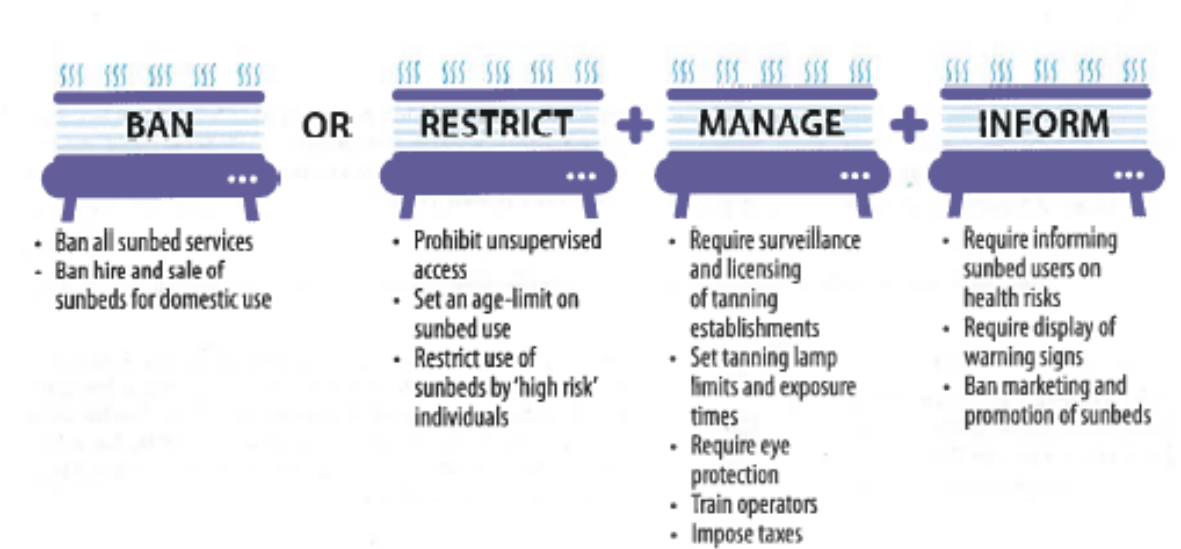 BAN
OR
RESTRICT
+
MANAGE
+
INFORM
• Ban all sunbed services
- Ban hire and sale of
sunbeds for domestic use
• Prohibit unsupervised
access
• Set an age-limit on
sunbed use
• Restrict use of
sunbeds by 'high risk'
individuals
• Require surveillance
and licensing
of tanning
establishments
• Set tanning lamp
limits and exposure
times
• Require eye
protection
• Train operators
• Impose taxes
• Require informing
sunbed users on
health risks
• Require display of
warning signs
• Ban marketing and
promotion of sunbeds